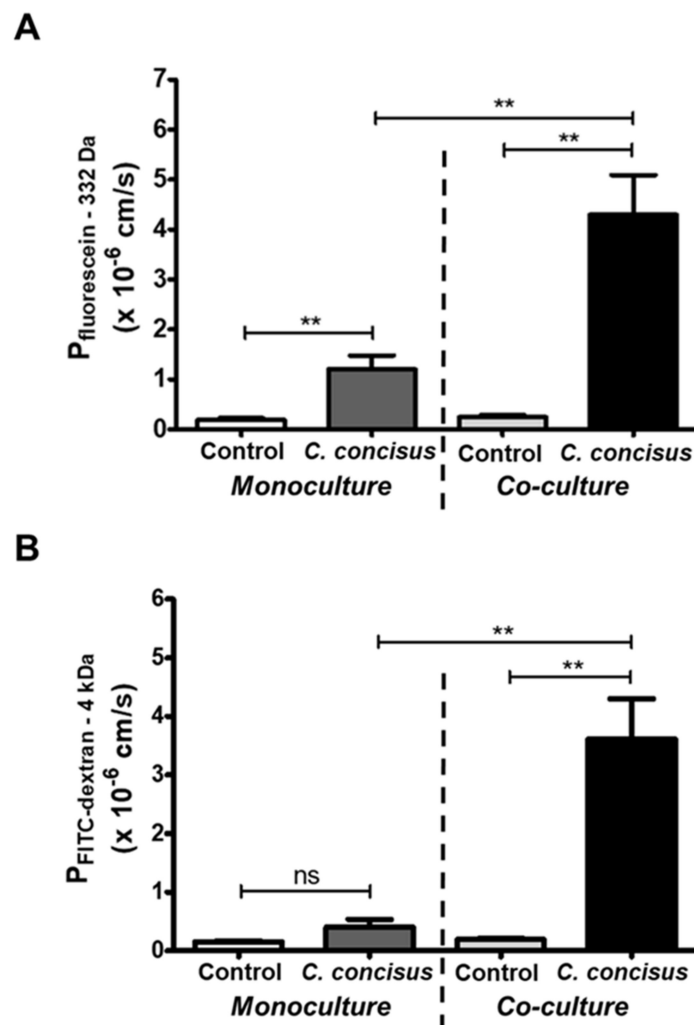 A
P fluorescein - 332 Da
(x 10⁻⁶ cm/s)
7
6
5
4
3
2
1
0
**
**
**
Control C. concisus Control C. concisus
Monoculture Co-culture
B
P FITC-dextran - 4 kDa
(x 10⁻⁶ cm/s)
6
5
4
3
2
1
0
**
**
ns
Control C. concisus Control C. concisus
Monoculture Co-culture